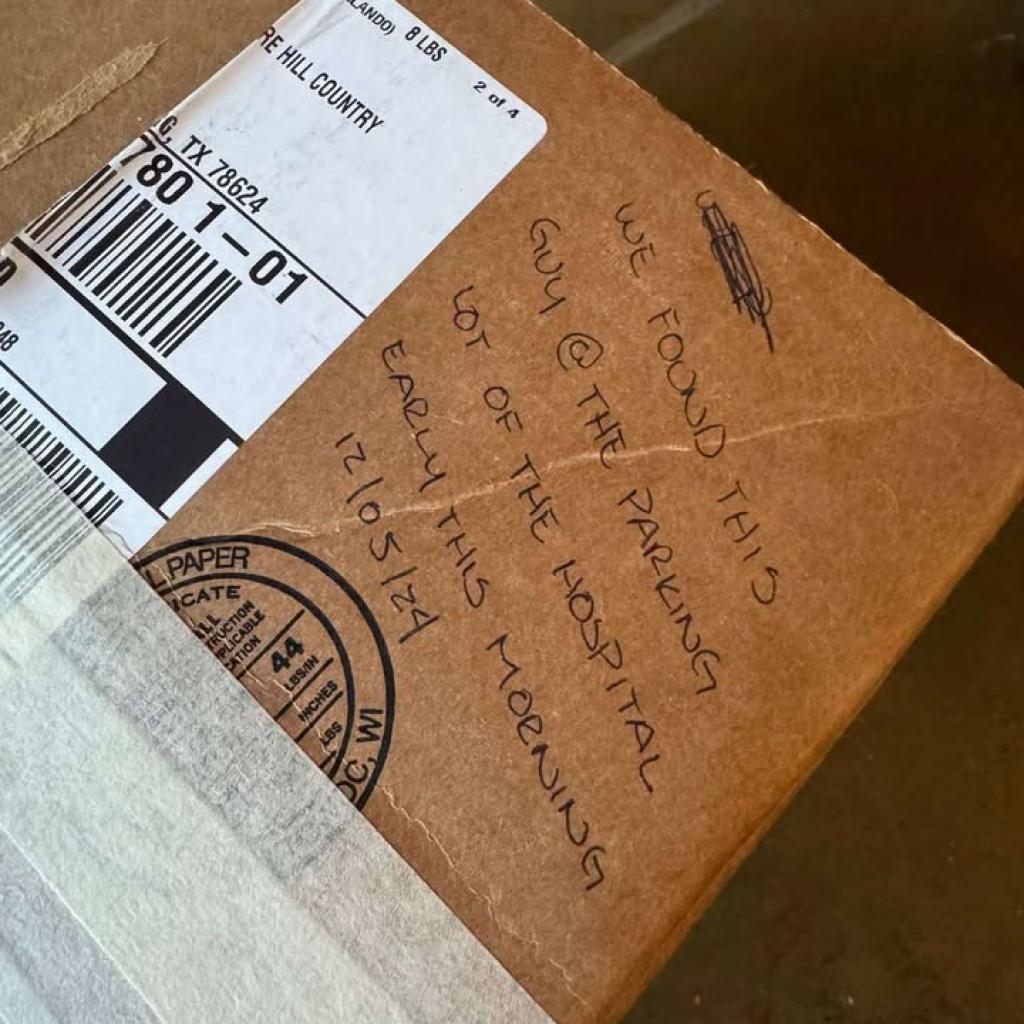 LANDO) 8 LBS
2 of 4
RE HILL COUNTRY
TX 78624
780 1-01
WE FOUND THIS
GUY @ THE PARKING
LOT OF THE HOSPITAL
EARLY THIS MORNING
12/05/24
PAPER
44
LBS/IN
INCHES
LBS
WI